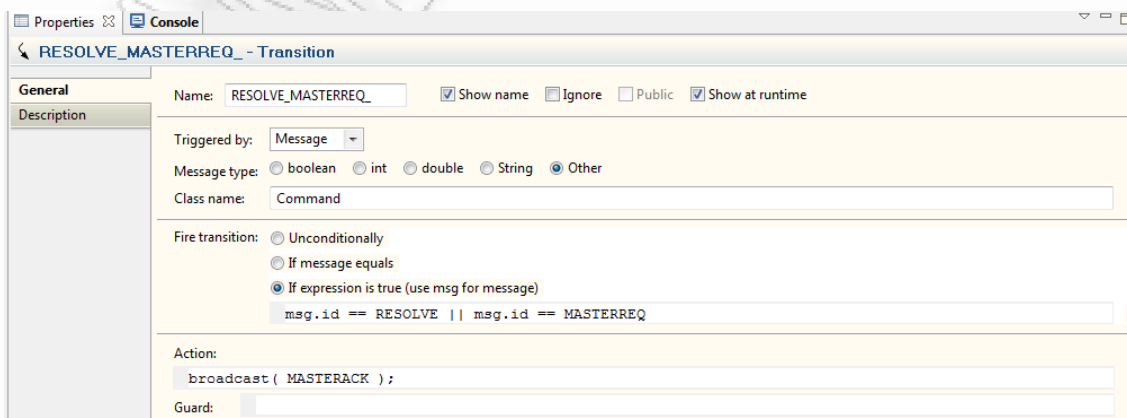 Properties Console
RESOLVE_MASTERREQ_ - Transition
General
Description
Name: RESOLVE_MASTERREQ_ Show name Ignore Public Show at runtime
Triggered by: Message
Message type: boolean int double String Other
Class name: Command
Fire transition: Unconditionally
If message equals
If expression is true (use msg for message)
msg.id == RESOLVE || msg.id == MASTERREQ
Action:
broadcast( MASTERACK );
Guard: